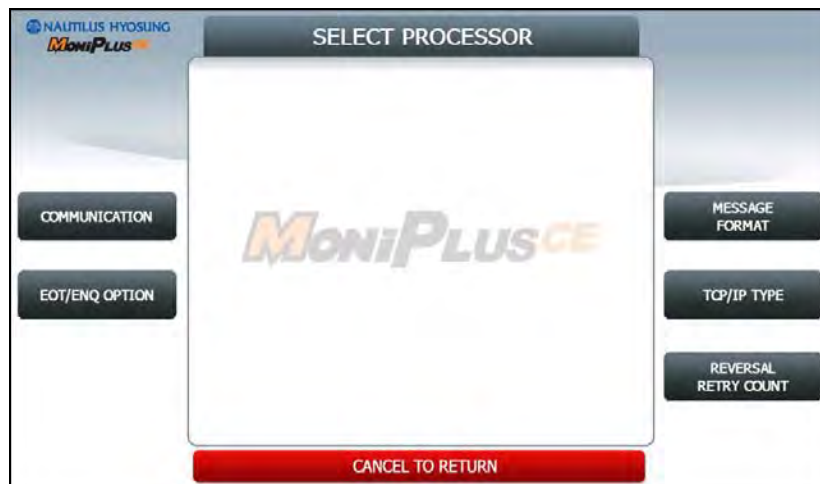 NAUTILUS HYOSUNG
MONIPLUS CE
SELECT PROCESSOR
COMMUNICATION
EOT/ENQ OPTION
MONIPLUS CE
MESSAGE
FORMAT
TCP/IP TYPE
REVERSAL
RETRY COUNT
CANCEL TO RETURN